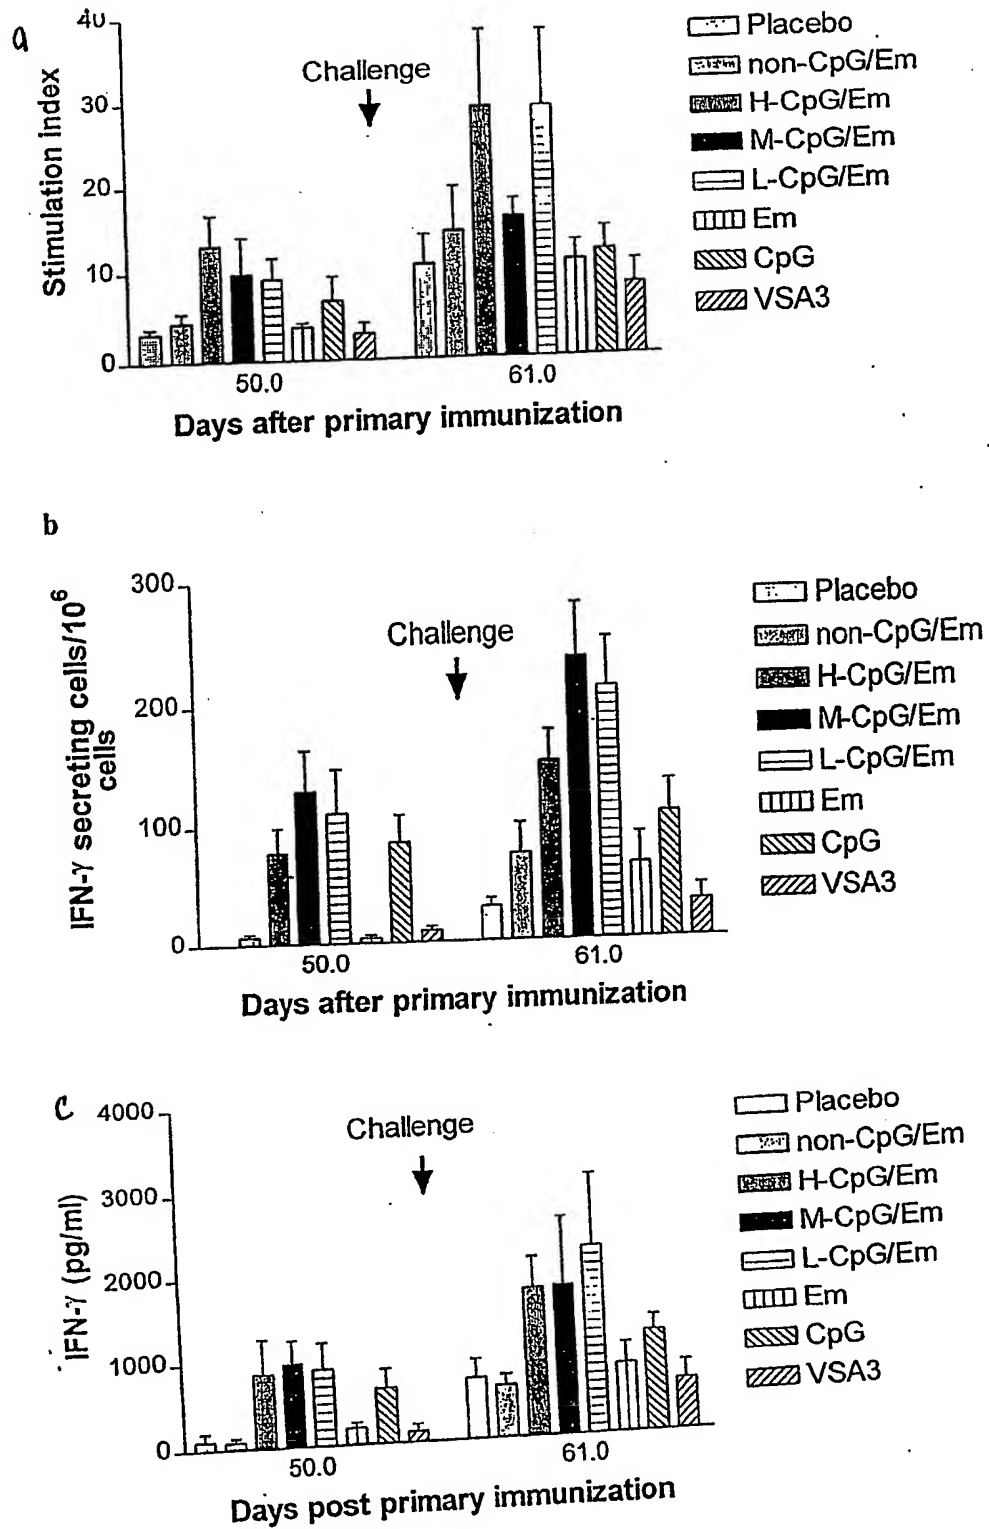 a
40
30
20
10
0
Stimulation index
Challenge
50.0
61.0
Days after primary immunization
Placebo
non-CpG/Em
H-CpG/Em
M-CpG/Em
L-CpG/Em
Em
CpG
VSA3
b
300
200
100
0
IFN-γ secreting cells/10⁶
cells
Challenge
50.0
61.0
Days after primary immunization
Placebo
non-CpG/Em
H-CpG/Em
M-CpG/Em
L-CpG/Em
Em
CpG
VSA3
c
4000
3000
2000
1000
0
IFN-γ (pg/ml)
Challenge
50.0
61.0
Days post primary immunization
Placebo
non-CpG/Em
H-CpG/Em
M-CpG/Em
L-CpG/Em
Em
CpG
VSA3